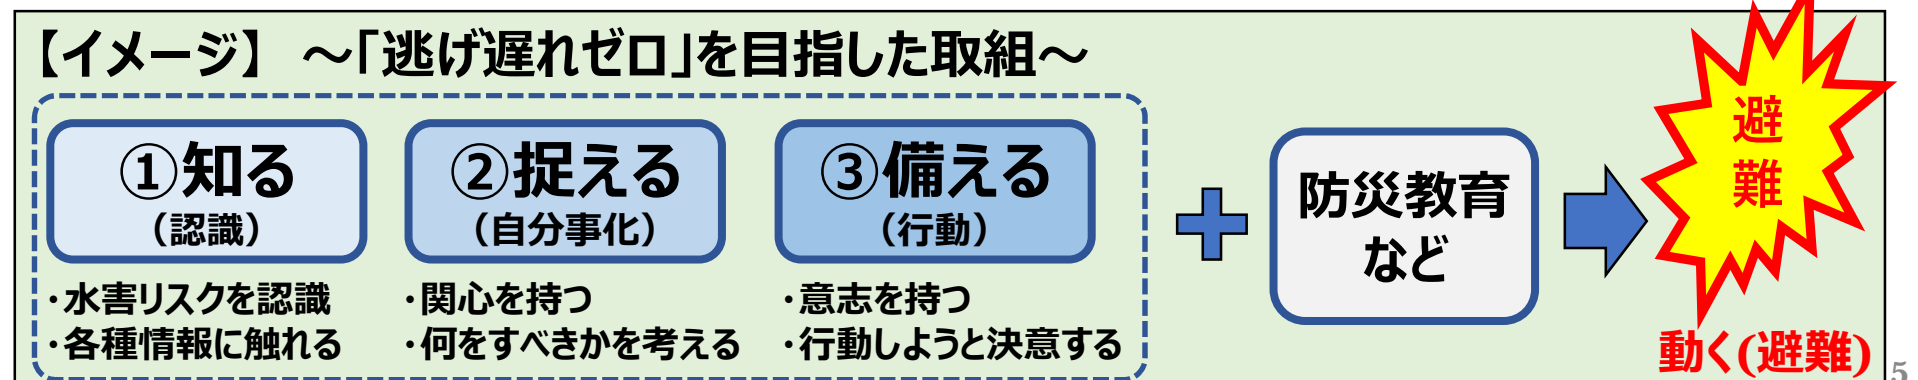 【イメージ】 ～「逃げ遅れゼロ」を目指した取組～
①知る
（認識）
・水害リスクを認識
・各種情報に触れる
②捉える
（自分事化）
・関心を持つ
・何をすべきかを考える
③備える
（行動）
・意志を持つ
・行動しようと決意する
防災教育
など
避
難
動く(避難)
5